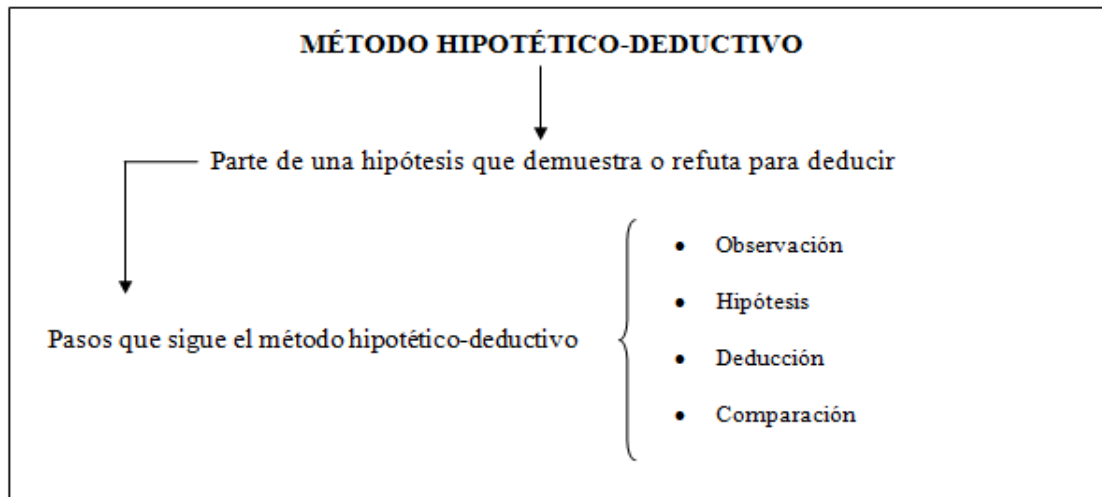 MÉTODO HIPOTÉTICO-DEDUCTIVO
Parte de una hipótesis que demuestra o refuta para deducir
Pasos que sigue el método hipotético-deductivo
• Observación
• Hipótesis
• Deducción
• Comparación